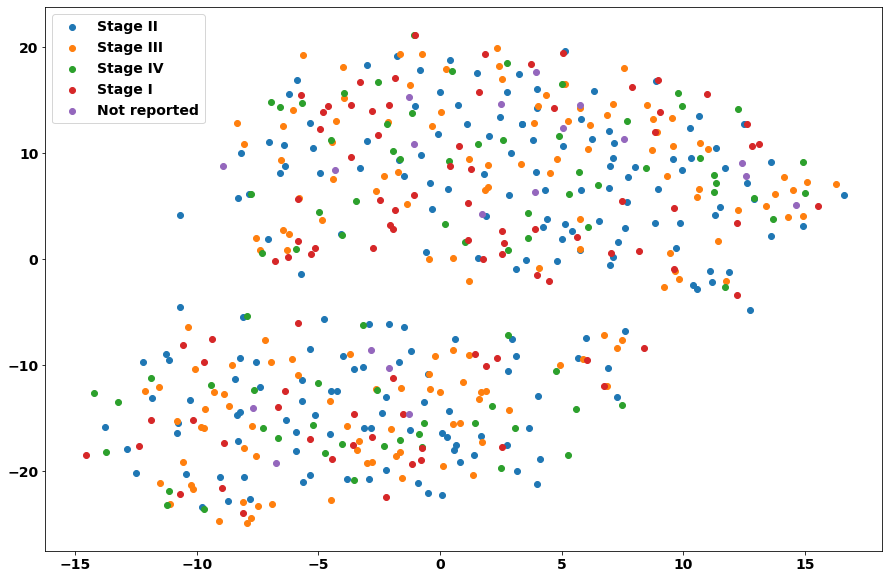 Stage II
Stage III
Stage IV
Stage I
Not reported
20
10
0
−10
−20
−15 −10 −5 0 5 10 15